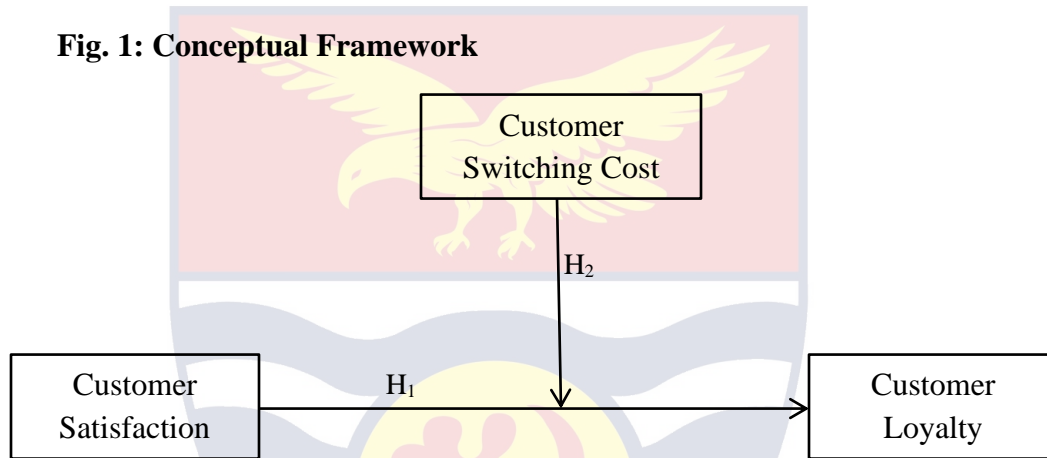 Fig. 1: Conceptual Framework
Customer
Switching Cost
H₂
H₁
Customer
Satisfaction
Customer
Loyalty